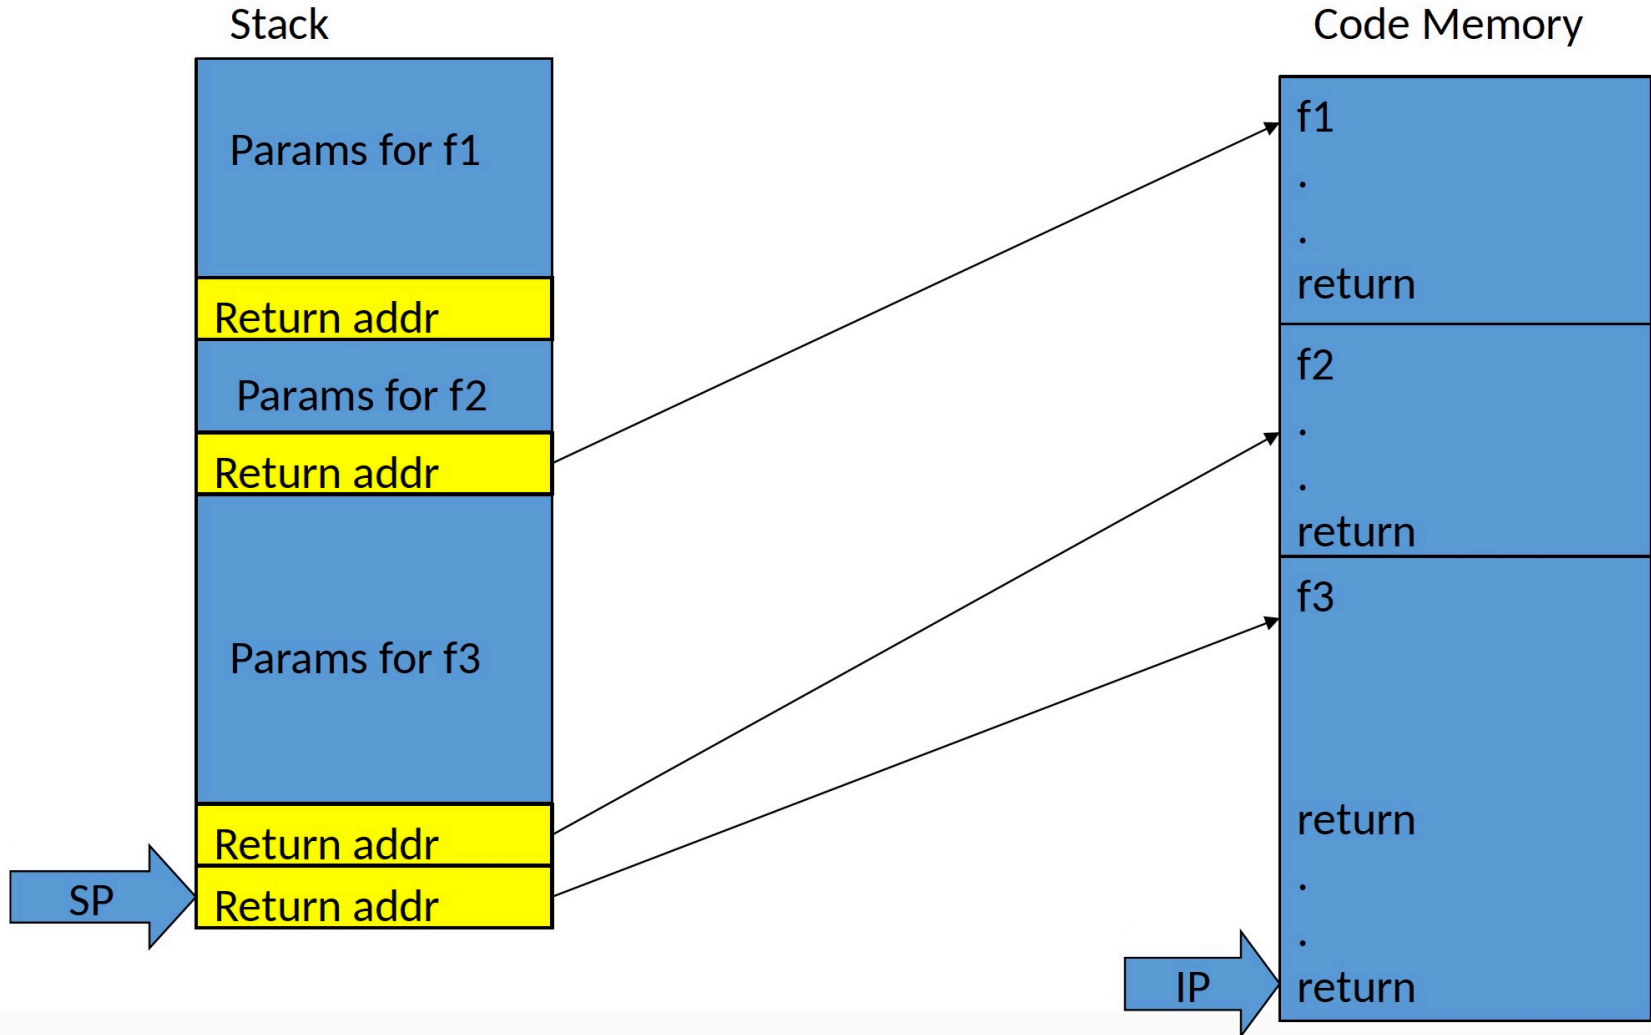 Stack
Params for f1
Return addr
Params for f2
Return addr
Params for f3
Return addr
Return addr
SP
Code Memory
f1
.
.
return
f2
.
.
return
f3
return
.
.
return
IP